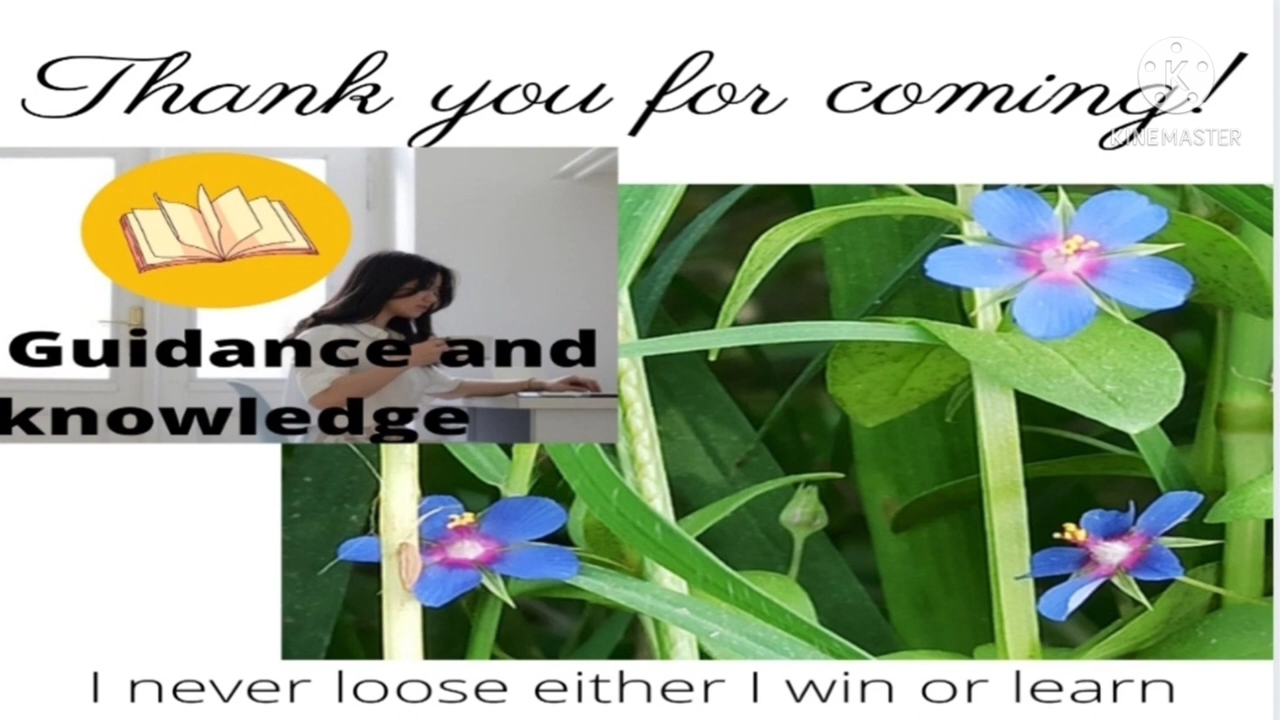 Thank you for coming!
KINEMASTER
Guidance and
knowledge
I never loose either I win or learn